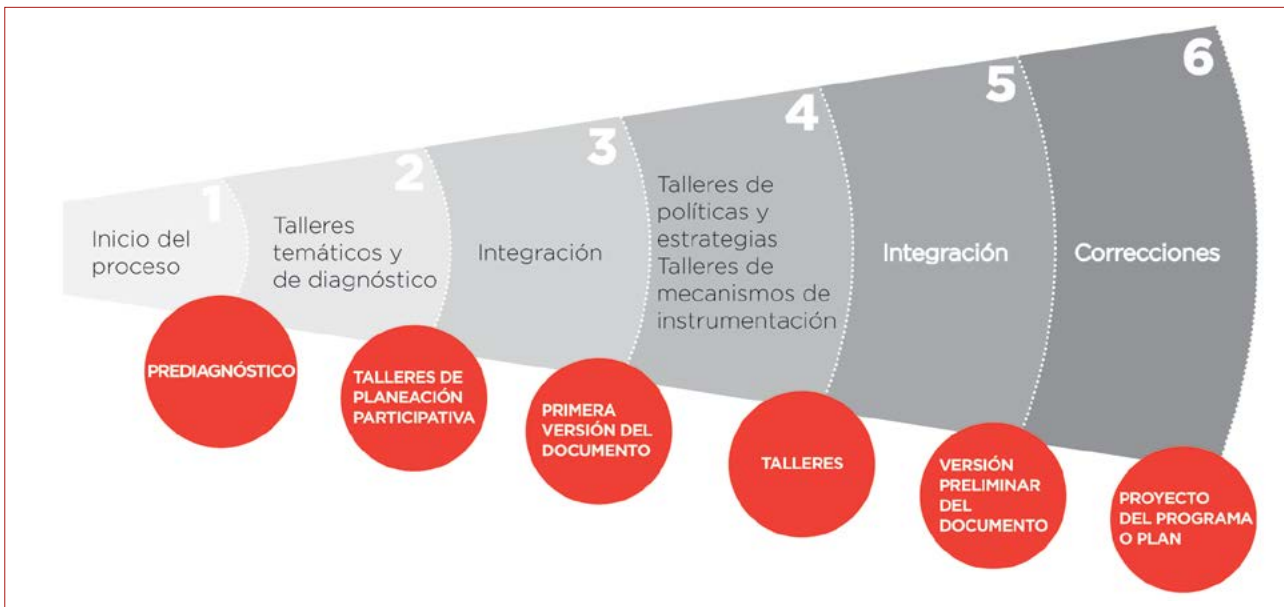 1
Inicio del
proceso
PREDIAGNÓSTICO
2
Talleres
temáticos y
de diagnóstico
TALLERES DE
PLANEACIÓN
PARTICIPATIVA
3
Integración
PRIMERA
VERSIÓN DEL
DOCUMENTO
4
Talleres de
políticas y
estrategias
Talleres de
mecanismos de
instrumentación
TALLERES
5
Integración
VERSIÓN
PRELIMINAR
DEL
DOCUMENTO
6
Correcciones
PROYECTO
DEL PROGRAMA
O PLAN